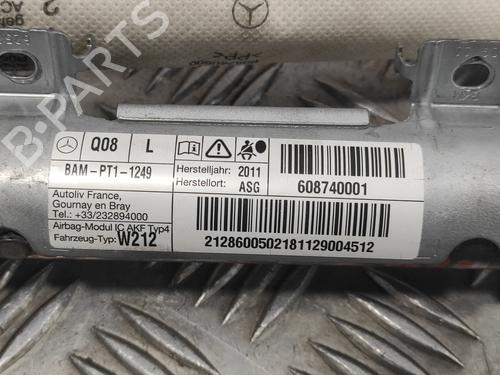 Q08 L
BAM-PT1-1249
Autoliv France,
Gournay en Bray
Tel.: +33/232894000
Airbag-Modul IC AKF Typ4
Fahrzeug-Typ: W212
Herstelljahr: 2011
Herstellort: ASG
608740001
2128600502181129004512
B-PARTS